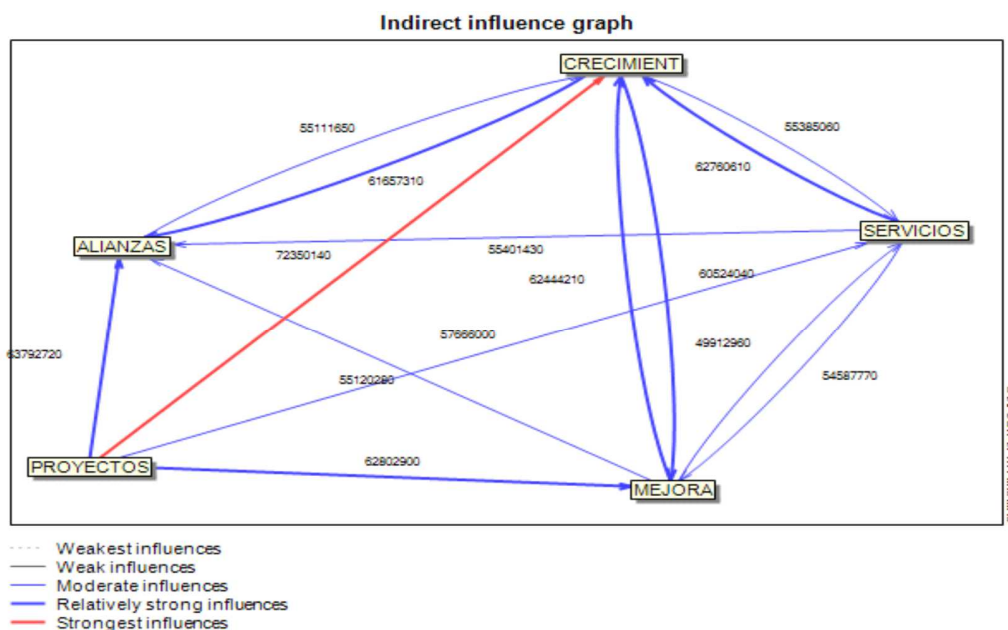 Indirect influence graph
CRECIMIENT
55111650
55385060
62760610
61657310
SERVICIOS
ALIANZAS
72350140
55401430
62444210
60524040
57666000
49912960
63792720
55120280
54587770
62802900
PROYECTOS
MEJORA
Weakest influences
Weak influences
Moderate influences
Relatively strong influences
Strongest influences